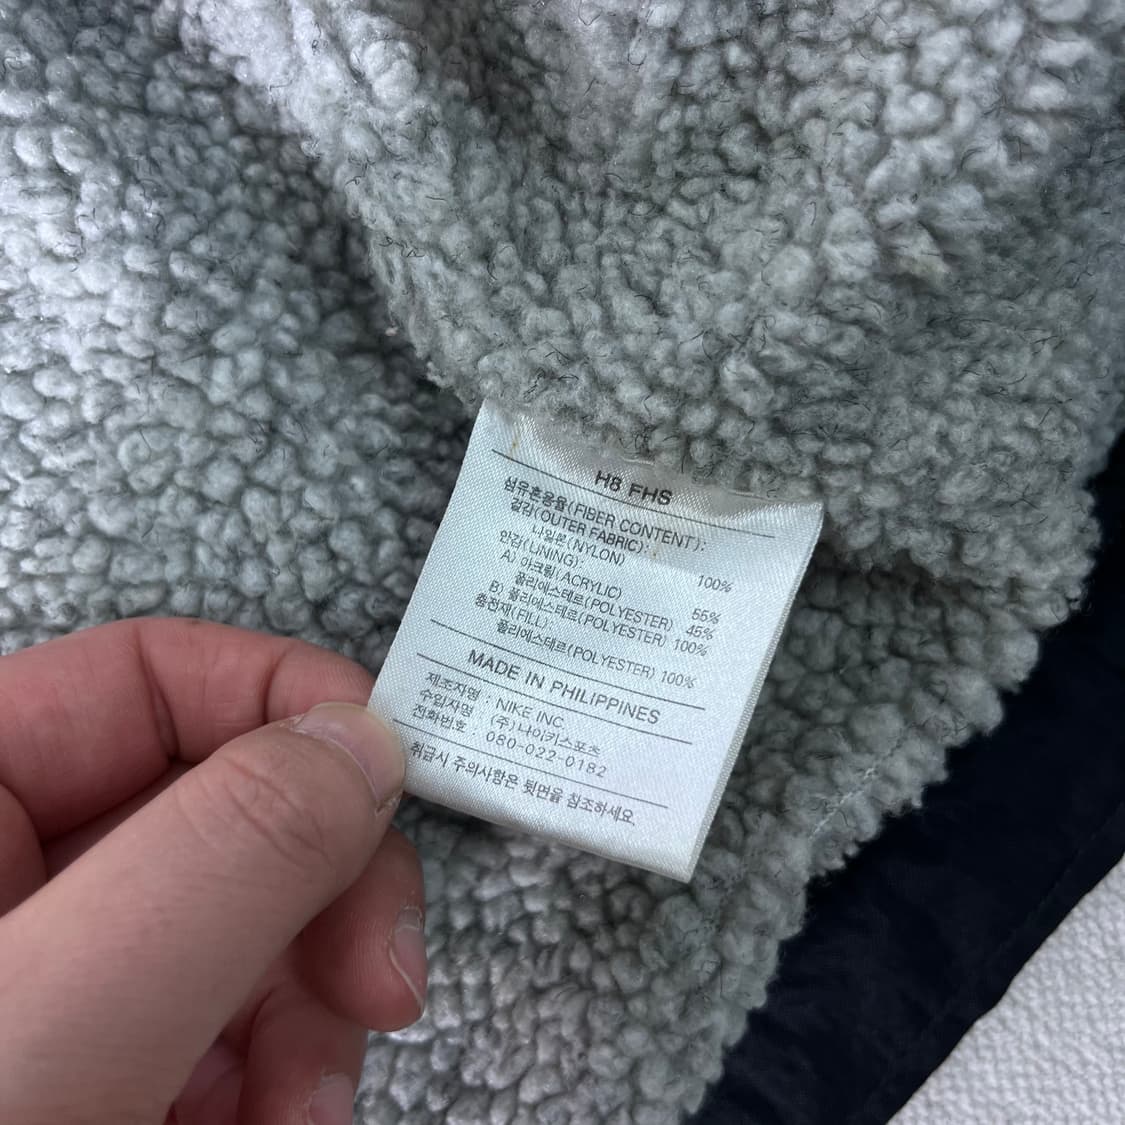 H8 FHS
섬유혼용율(FIBER CONTENT):
겉감(OUTER FABRIC):
나일론(NYLON) 100%
안감(LINING):
A) 아크릴(ACRYLIC) 55%
폴리에스테르(POLYESTER) 45%
B) 폴리에스테르(POLYESTER) 100%
충전재(FILL):
폴리에스테르(POLYESTER) 100%
MADE IN PHILIPPINES
제조자명 : NIKE INC
수입자명 (주)나이키스포츠
전화번호 : 080-022-0182
취급시 주의사항은 뒷면을 참조하세요.